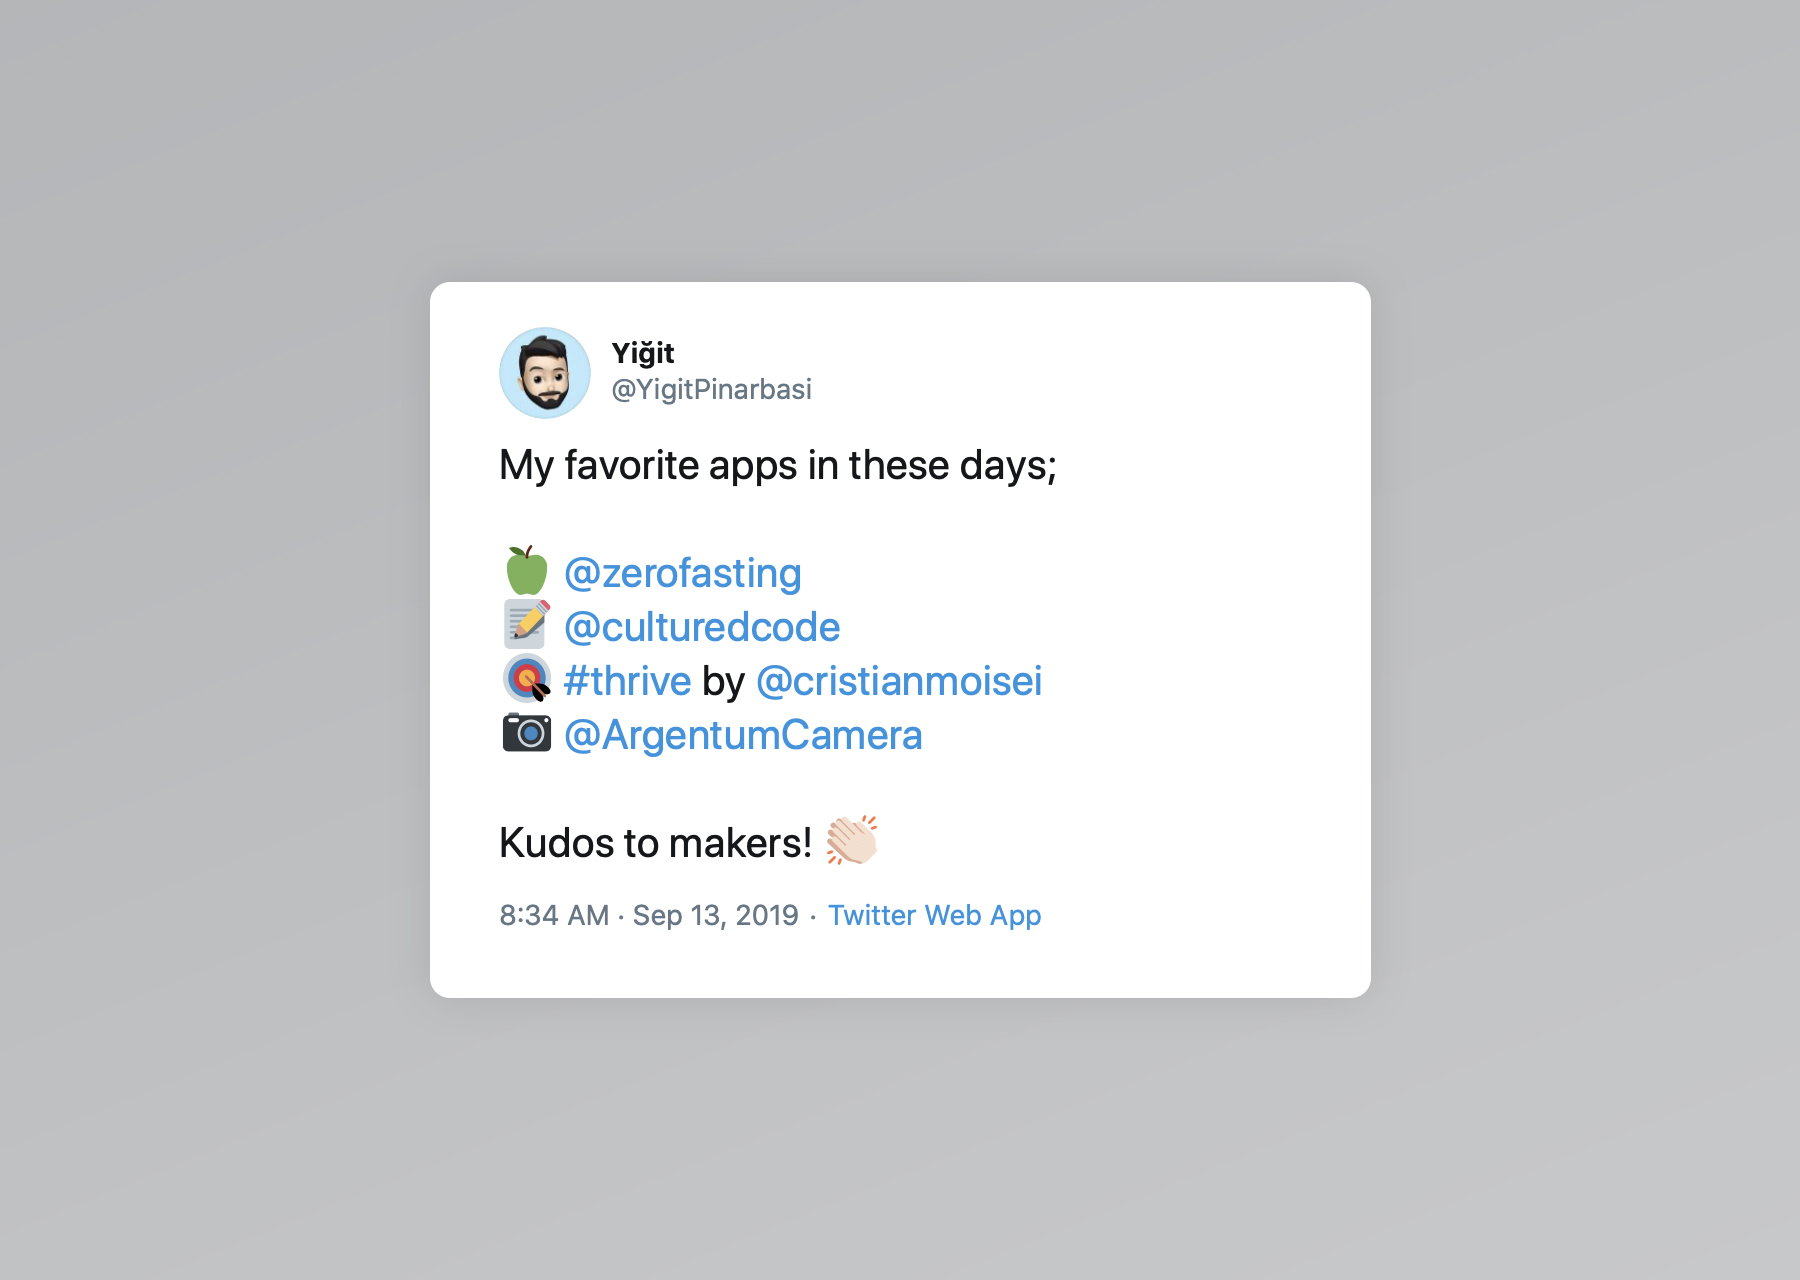 Yiğit
@YigitPinarbasi
My favorite apps in these days;
🍏 @zerofasting
📝 @culturedcode
🎯 #thrive by @cristianmoisei
📷 @ArgentumCamera
Kudos to makers! 👏🏻
8:34 AM · Sep 13, 2019 · Twitter Web App